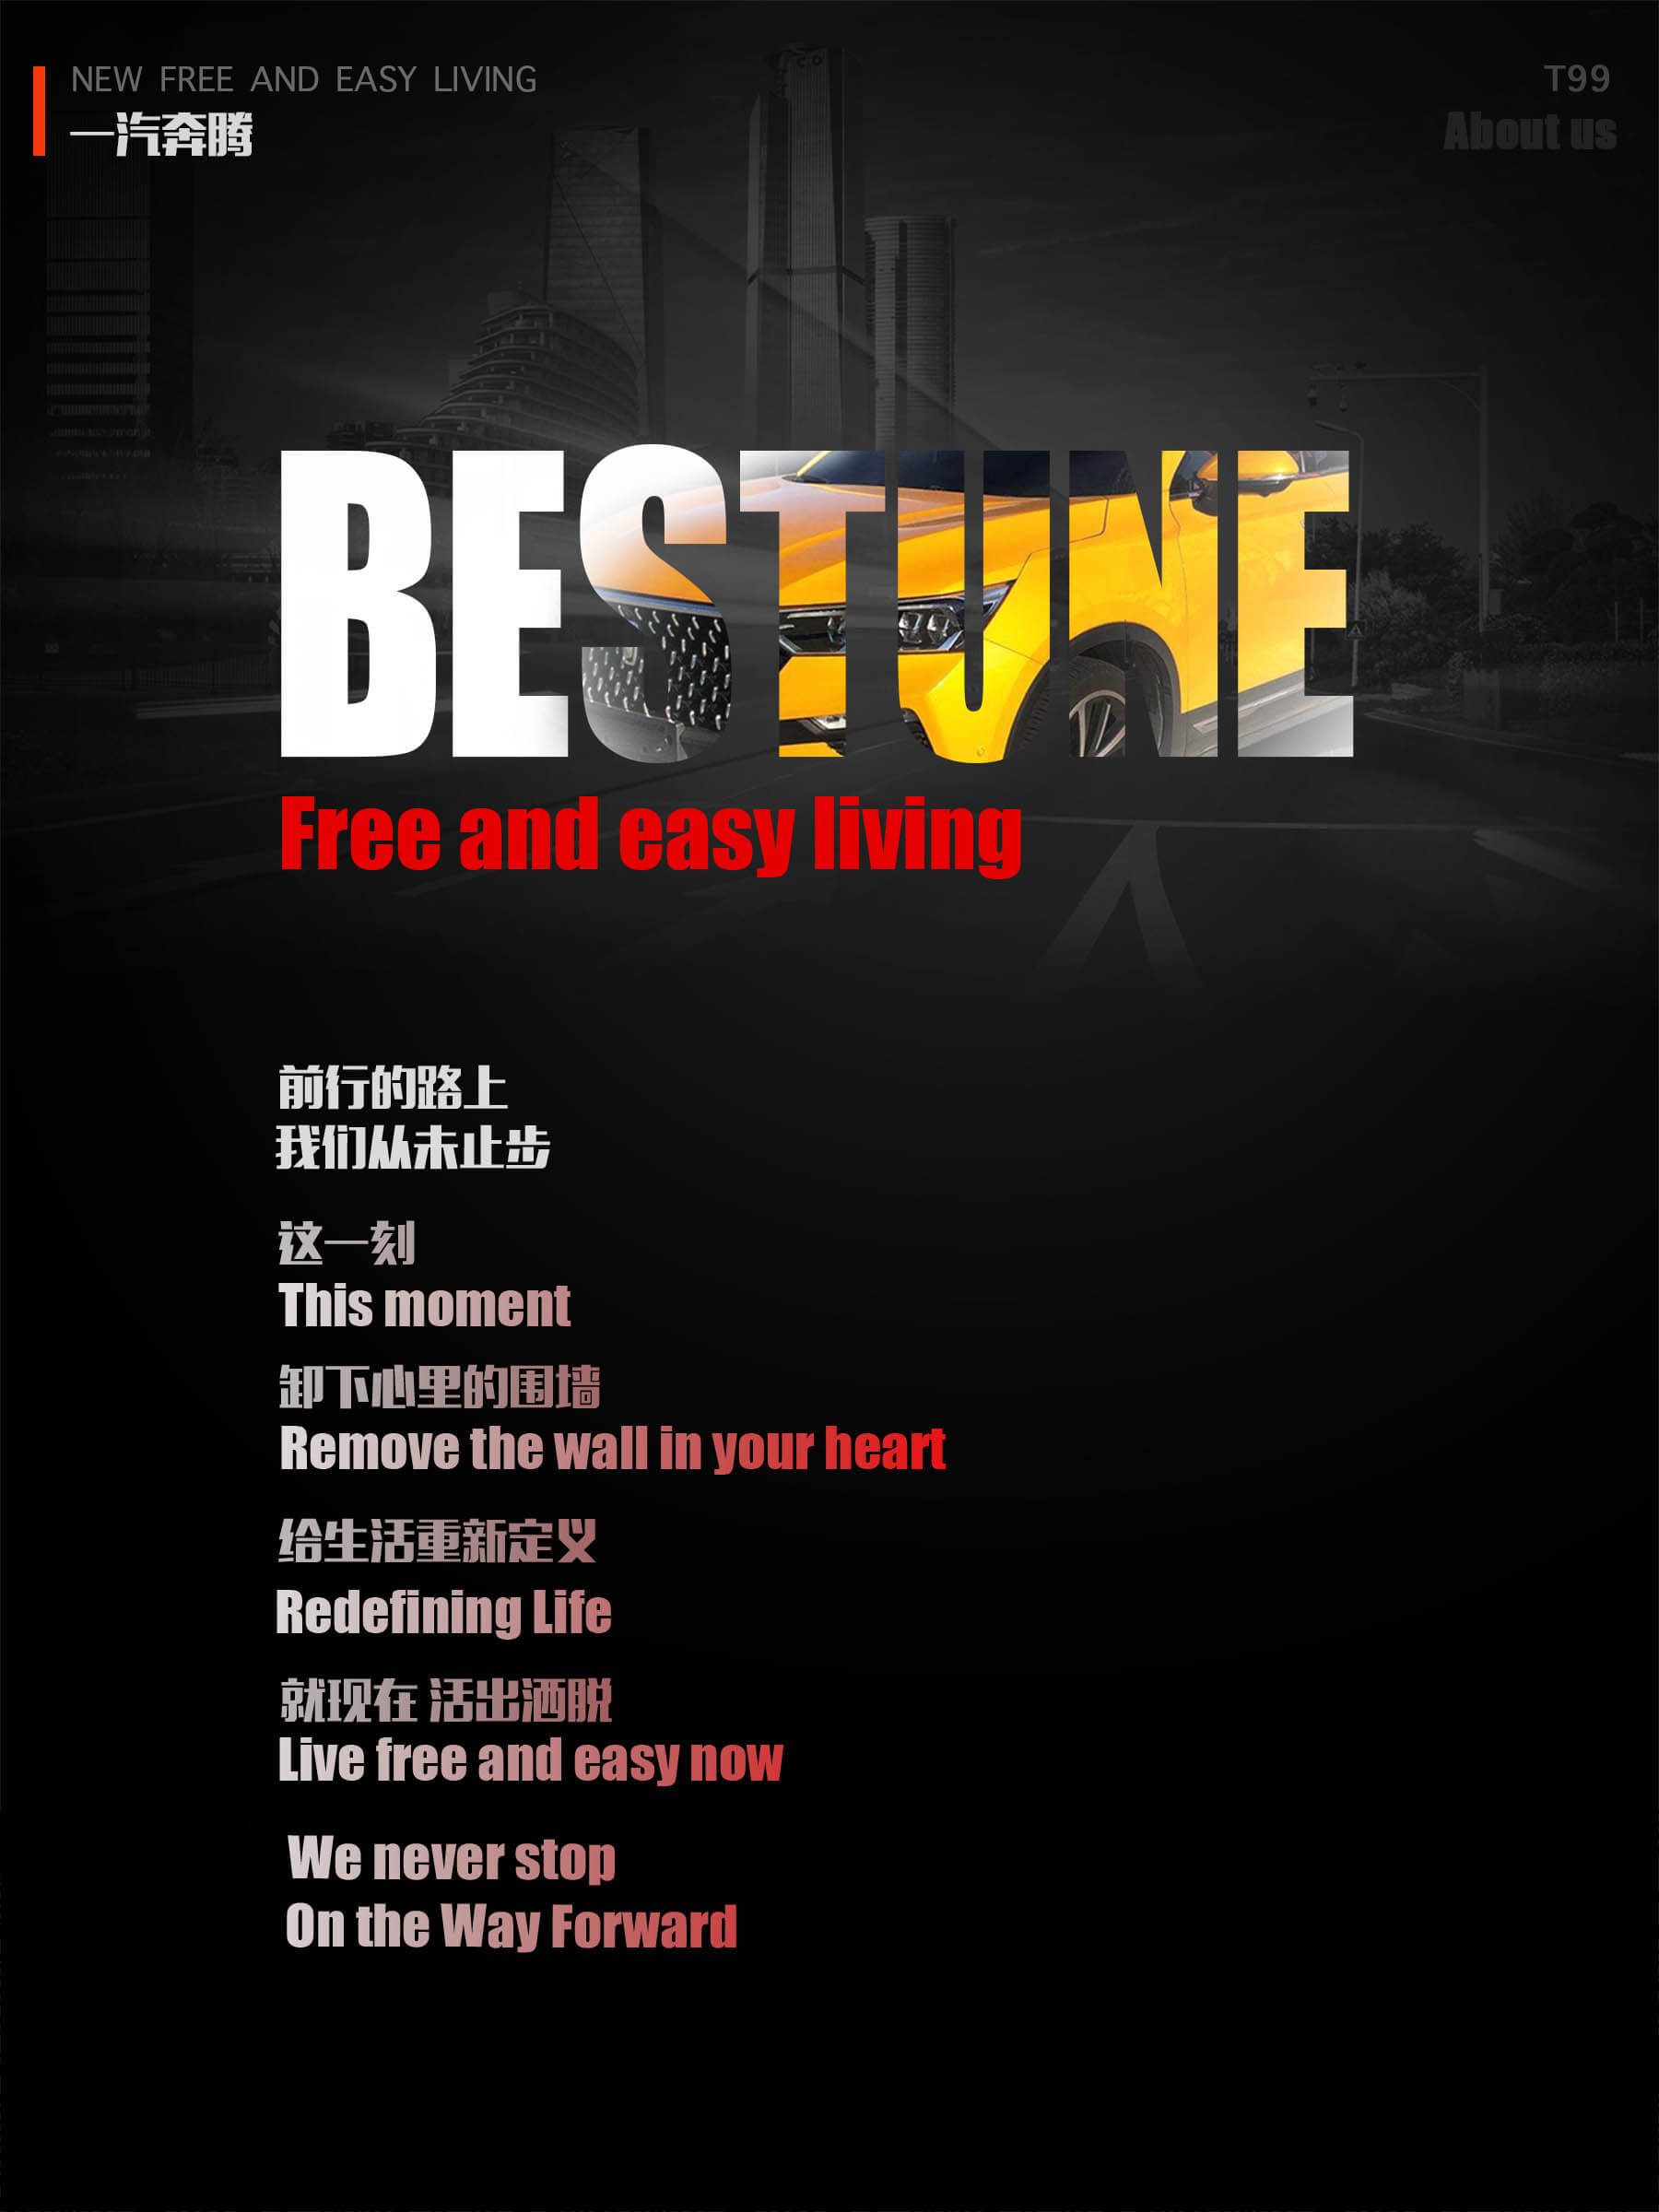 NEW FREE AND EASY LIVING
一汽奔腾
T99
About us
BESTUNE
Free and easy living
前行的路上
我们从未止步
这一刻
This moment
卸下心里的围墙
Remove the wall in your heart
给生活重新定义
Redefining Life
就现在 活出洒脱
Live free and easy now
We never stop
On the Way Forward